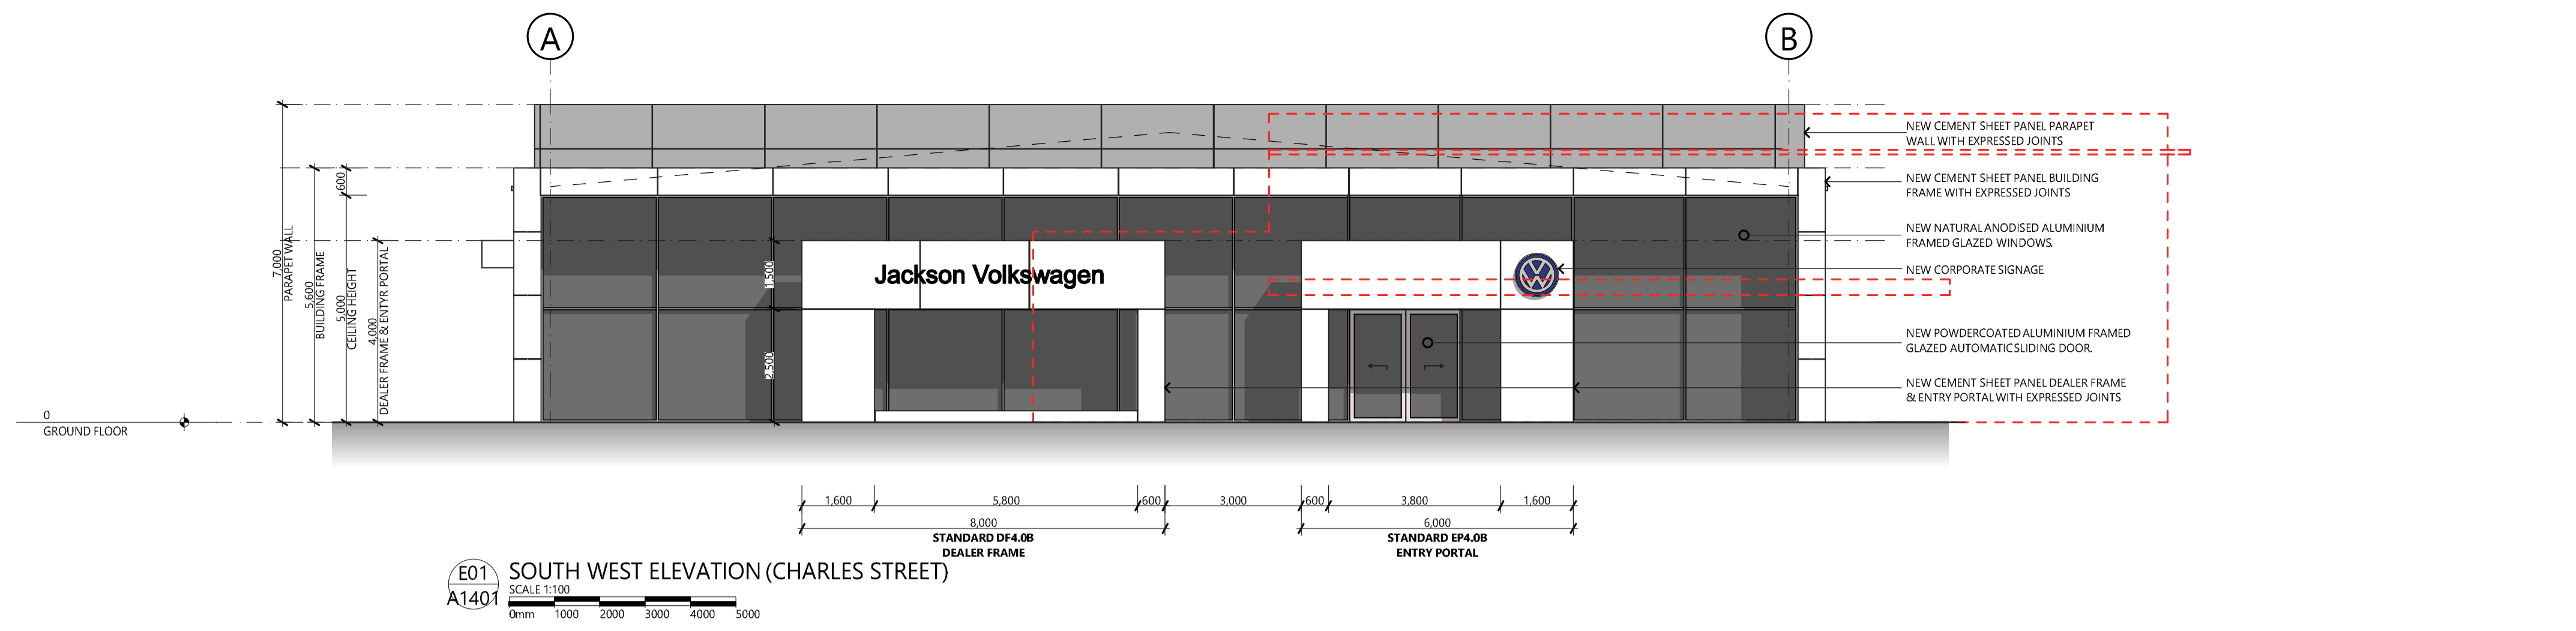 A
B
NEW CEMENT SHEET PANEL PARAPET
WALL WITH EXPRESSED JOINTS
NEW CEMENT SHEET PANEL BUILDING
FRAME WITH EXPRESSED JOINTS
NEW NATURAL ANODISED ALUMINIUM
FRAMED GLAZED WINDOWS.
NEW CORPORATE SIGNAGE
NEW POWDERCOATED ALUMINIUM FRAMED
GLAZED AUTOMATIC SLIDING DOOR.
NEW CEMENT SHEET PANEL DEALER FRAME
& ENTRY PORTAL WITH EXPRESSED JOINTS
7,000
PARAPET WALL
5,600
BUILDING FRAME
600
5,000
CEILING HEIGHT
4,000
DEALER FRAME & ENTYR PORTAL
1,500
2,500
Jackson Volkswagen
VW
0
GROUND FLOOR
1,600
5,800
600
3,000
600
3,800
1,600
8,000
6,000
STANDARD DF4.0B
DEALER FRAME
STANDARD EP4.0B
ENTRY PORTAL
E01
A1401
SOUTH WEST ELEVATION (CHARLES STREET)
SCALE 1:100
0mm 1000 2000 3000 4000 5000